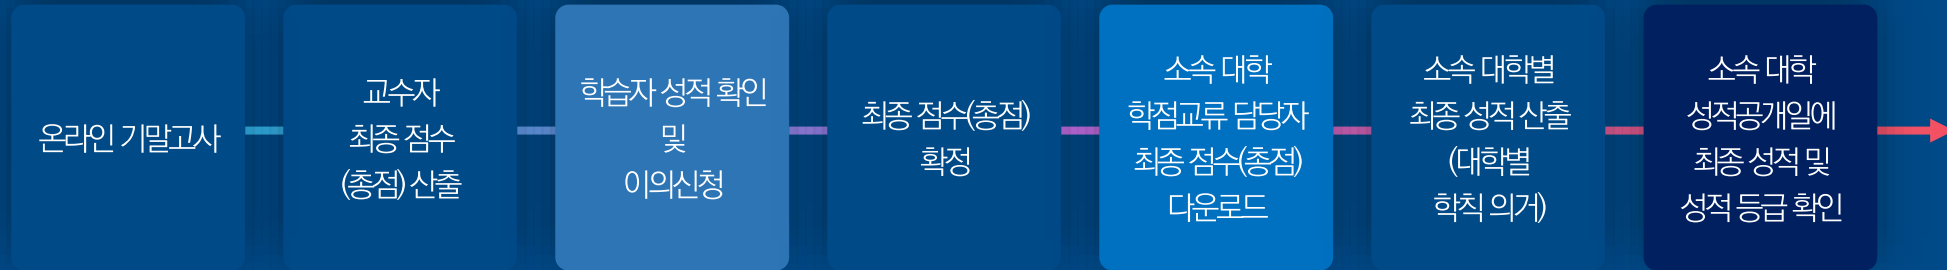 온라인 기말고사
교수자
최종 점수
(총점) 산출
학습자 성적 확인
및
이의신청
최종 점수(총점)
확정
소속 대학
학점교류 담당자
최종 점수(총점)
다운로드
소속 대학별
최종 성적 산출
(대학별
학칙 의거)
소속 대학
성적공개일에
최종 성적 및
성적 등급 확인